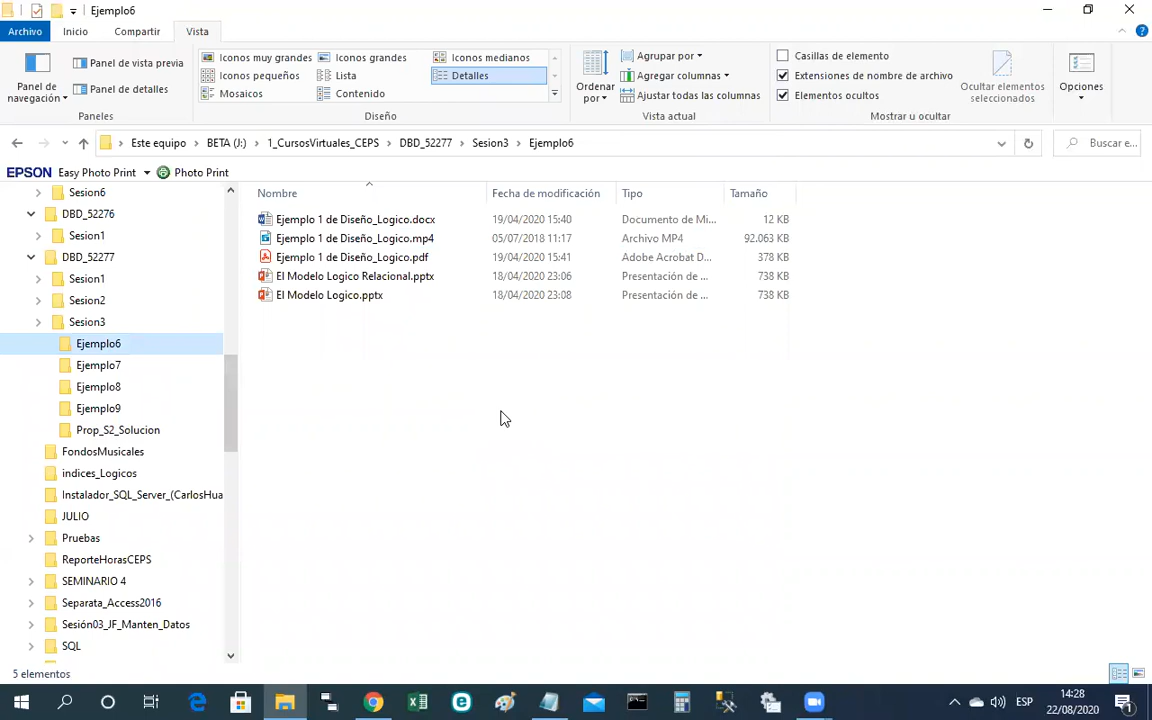 Ejemplo6
Archivo Inicio Compartir Vista
Panel de navegación
Panel de vista previa
Panel de detalles
Paneles
Iconos muy grandes Iconos grandes Iconos medianos
Iconos pequeños Lista Detalles
Mosaicos Contenido
Diseño
Ordenar por
Agrupar por
Agregar columnas
Ajustar todas las columnas
Vista actual
Casillas de elemento
Extensiones de nombre de archivo
Elementos ocultos
Ocultar elementos seleccionados
Mostrar u ocultar
Opciones
Este equipo BETA (J:) 1_CursosVirtuales_CEPS DBD_52277 Sesion3 Ejemplo6
Buscar e...
EPSON Easy Photo Print Photo Print
Sesion6
DBD_52276
Sesion1
DBD_52277
Sesion1
Sesion2
Sesion3
Ejemplo6
Ejemplo7
Ejemplo8
Ejemplo9
Prop_S2_Solucion
FondosMusicales
indices_Logicos
Instalador_SQL_Server_(CarlosHua
JULIO
Pruebas
ReporteHorasCEPS
SEMINARIO 4
Separata_Access2016
Sesión03_JF_Manten_Datos
SQL
Nombre Fecha de modificación Tipo Tamaño
Ejemplo 1 de Diseño_Logico.docx 19/04/2020 15:40 Documento de Mi... 12 KB
Ejemplo 1 de Diseño_Logico.mp4 05/07/2018 11:17 Archivo MP4 92.063 KB
Ejemplo 1 de Diseño_Logico.pdf 19/04/2020 15:41 Adobe Acrobat D... 378 KB
El Modelo Logico Relacional.pptx 18/04/2020 23:06 Presentación de ... 738 KB
El Modelo Logico.pptx 18/04/2020 23:08 Presentación de ... 738 KB
5 elementos
ESP
14:28
22/08/2020
1